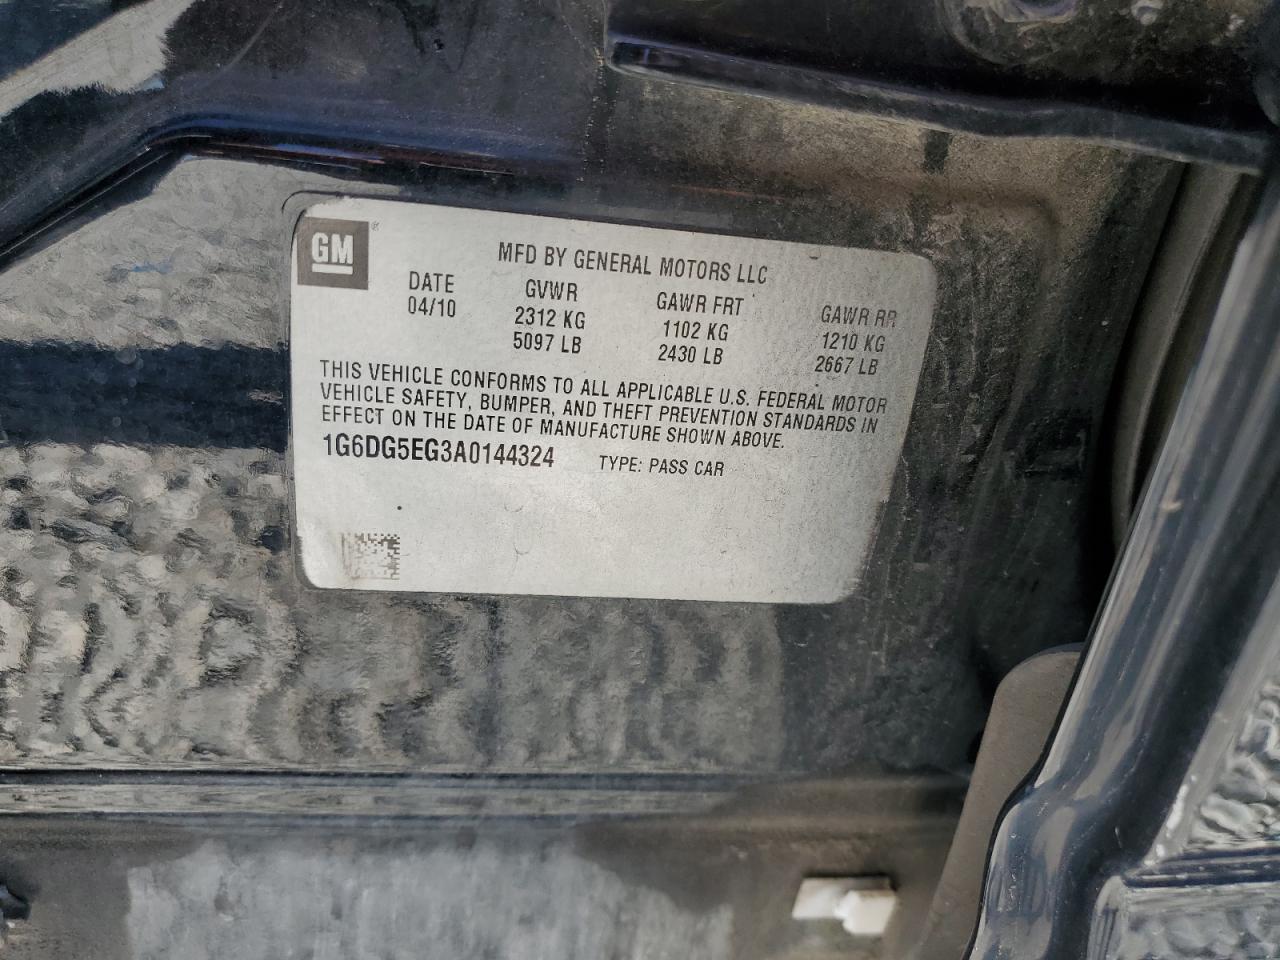 GM ®
MFD BY GENERAL MOTORS LLC
DATE GVWR GAWR FRT GAWR RR
04/10 2312 KG 1102 KG 1210 KG
5097 LB 2430 LB 2667 LB
THIS VEHICLE CONFORMS TO ALL APPLICABLE U.S. FEDERAL MOTOR
VEHICLE SAFETY, BUMPER, AND THEFT PREVENTION STANDARDS IN
EFFECT ON THE DATE OF MANUFACTURE SHOWN ABOVE.
1G6DG5EG3A0144324 TYPE: PASS CAR